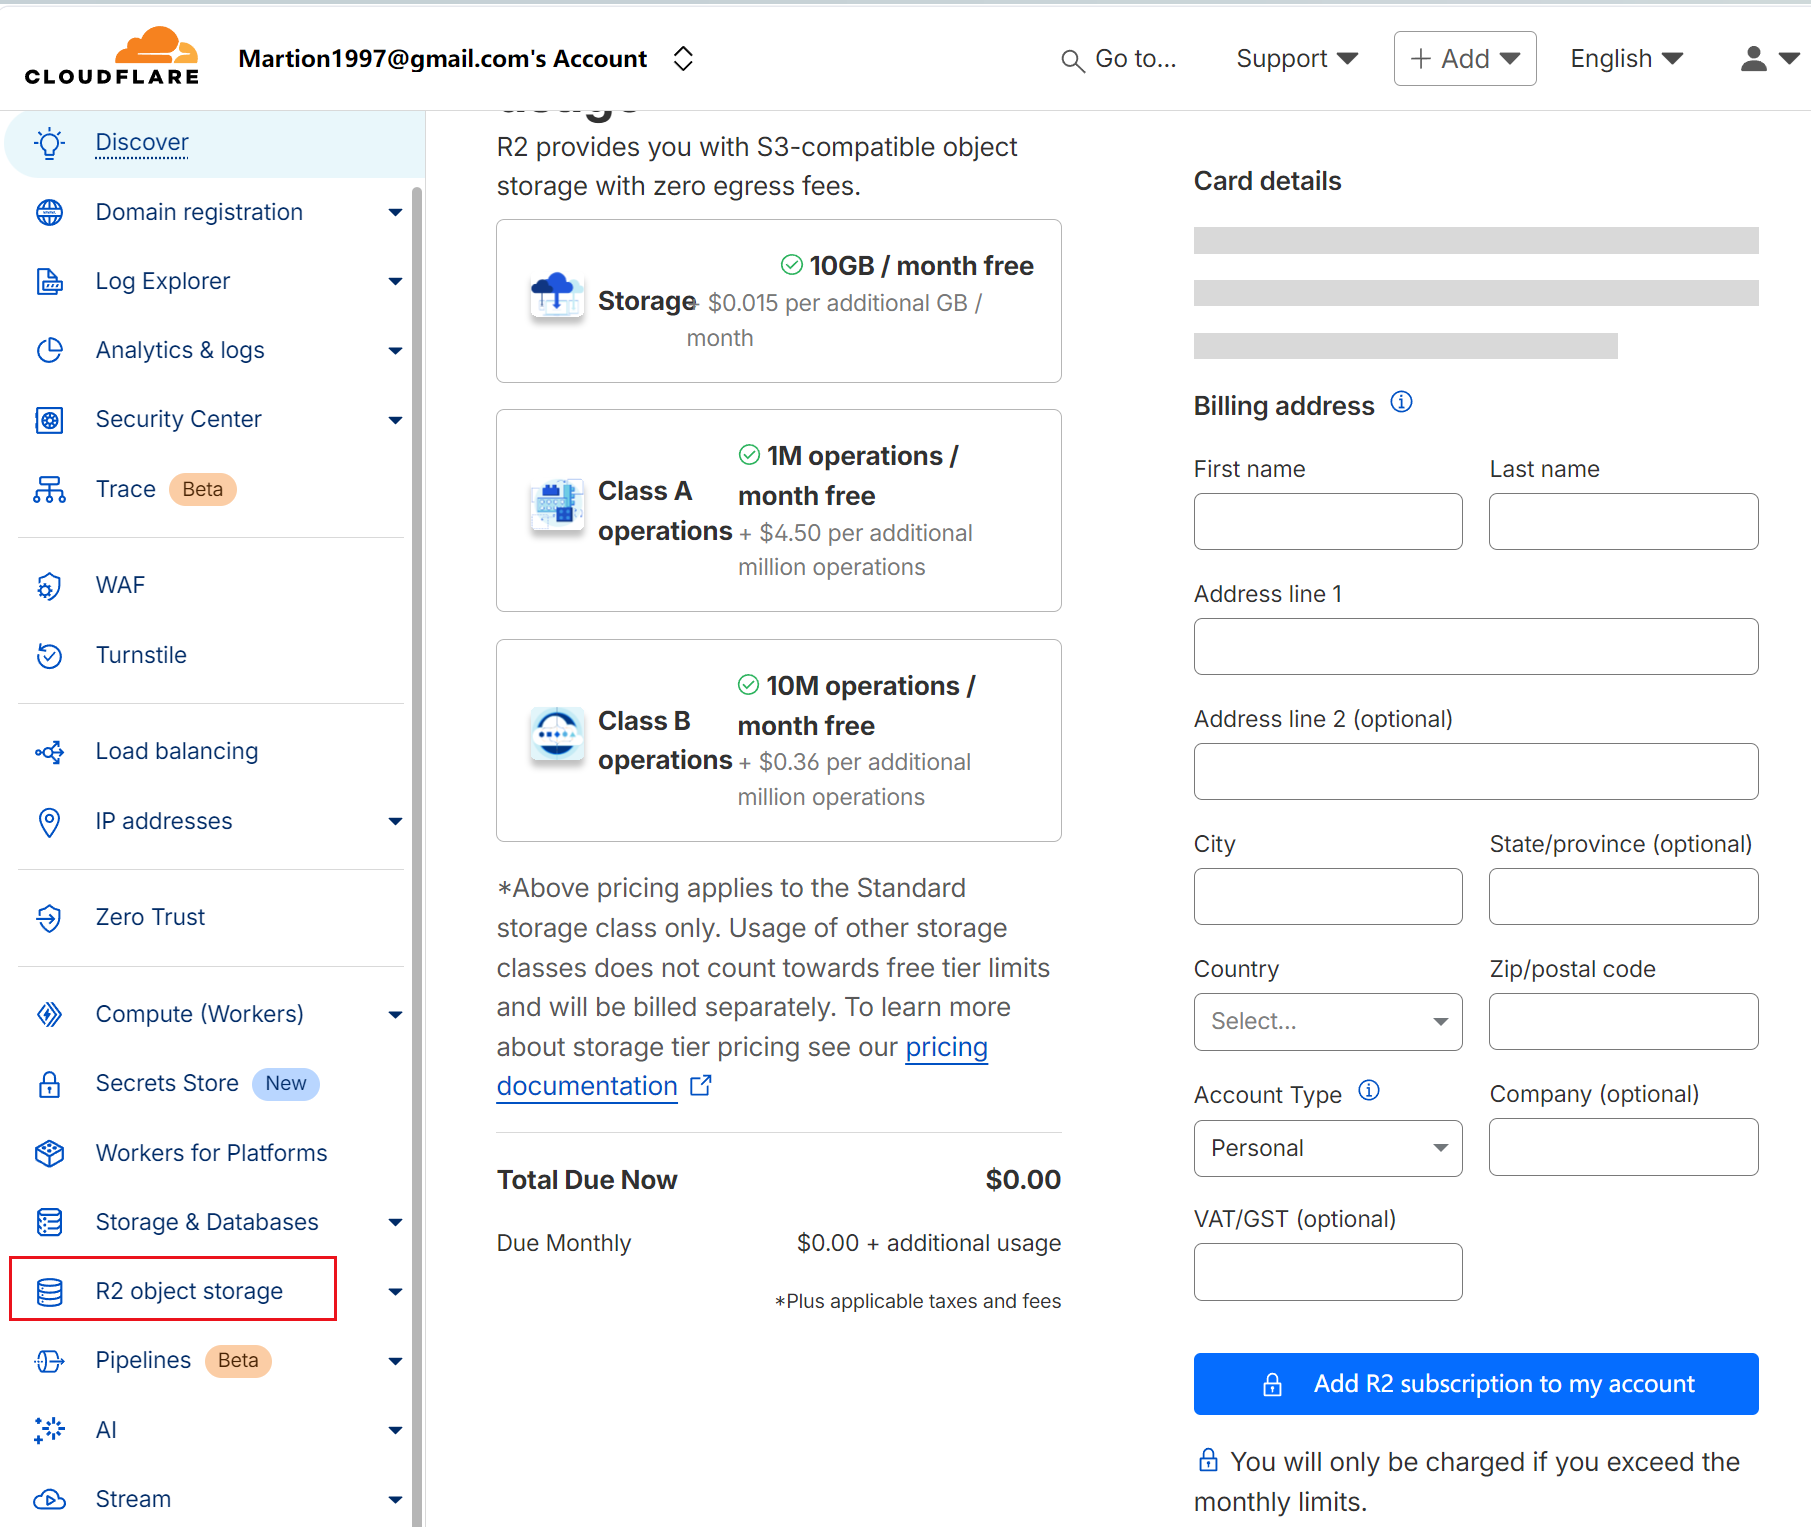 CLOUDFLARE
Martion1997@gmail.com's Account
Go to...
Support
+ Add
English
Discover
Domain registration
Log Explorer
Analytics & logs
Security Center
Trace Beta
WAF
Turnstile
Load balancing
IP addresses
Zero Trust
Compute (Workers)
Secrets Store New
Workers for Platforms
Storage & Databases
R2 object storage
Pipelines Beta
AI
Stream
R2 provides you with S3-compatible object
storage with zero egress fees.
Storage
10GB / month free
+ $0.015 per additional GB /
month
Class A
operations
1M operations /
month free
+ $4.50 per additional
million operations
Class B
operations
10M operations /
month free
+ $0.36 per additional
million operations
*Above pricing applies to the Standard
storage class only. Usage of other storage
classes does not count towards free tier limits
and will be billed separately. To learn more
about storage tier pricing see our pricing
documentation
Total Due Now $0.00
Due Monthly $0.00 + additional usage
*Plus applicable taxes and fees
Card details
Billing address
First name
Last name
Address line 1
Address line 2 (optional)
City
State/province (optional)
Country
Select...
Zip/postal code
Account Type
Personal
Company (optional)
VAT/GST (optional)
Add R2 subscription to my account
You will only be charged if you exceed the
monthly limits.